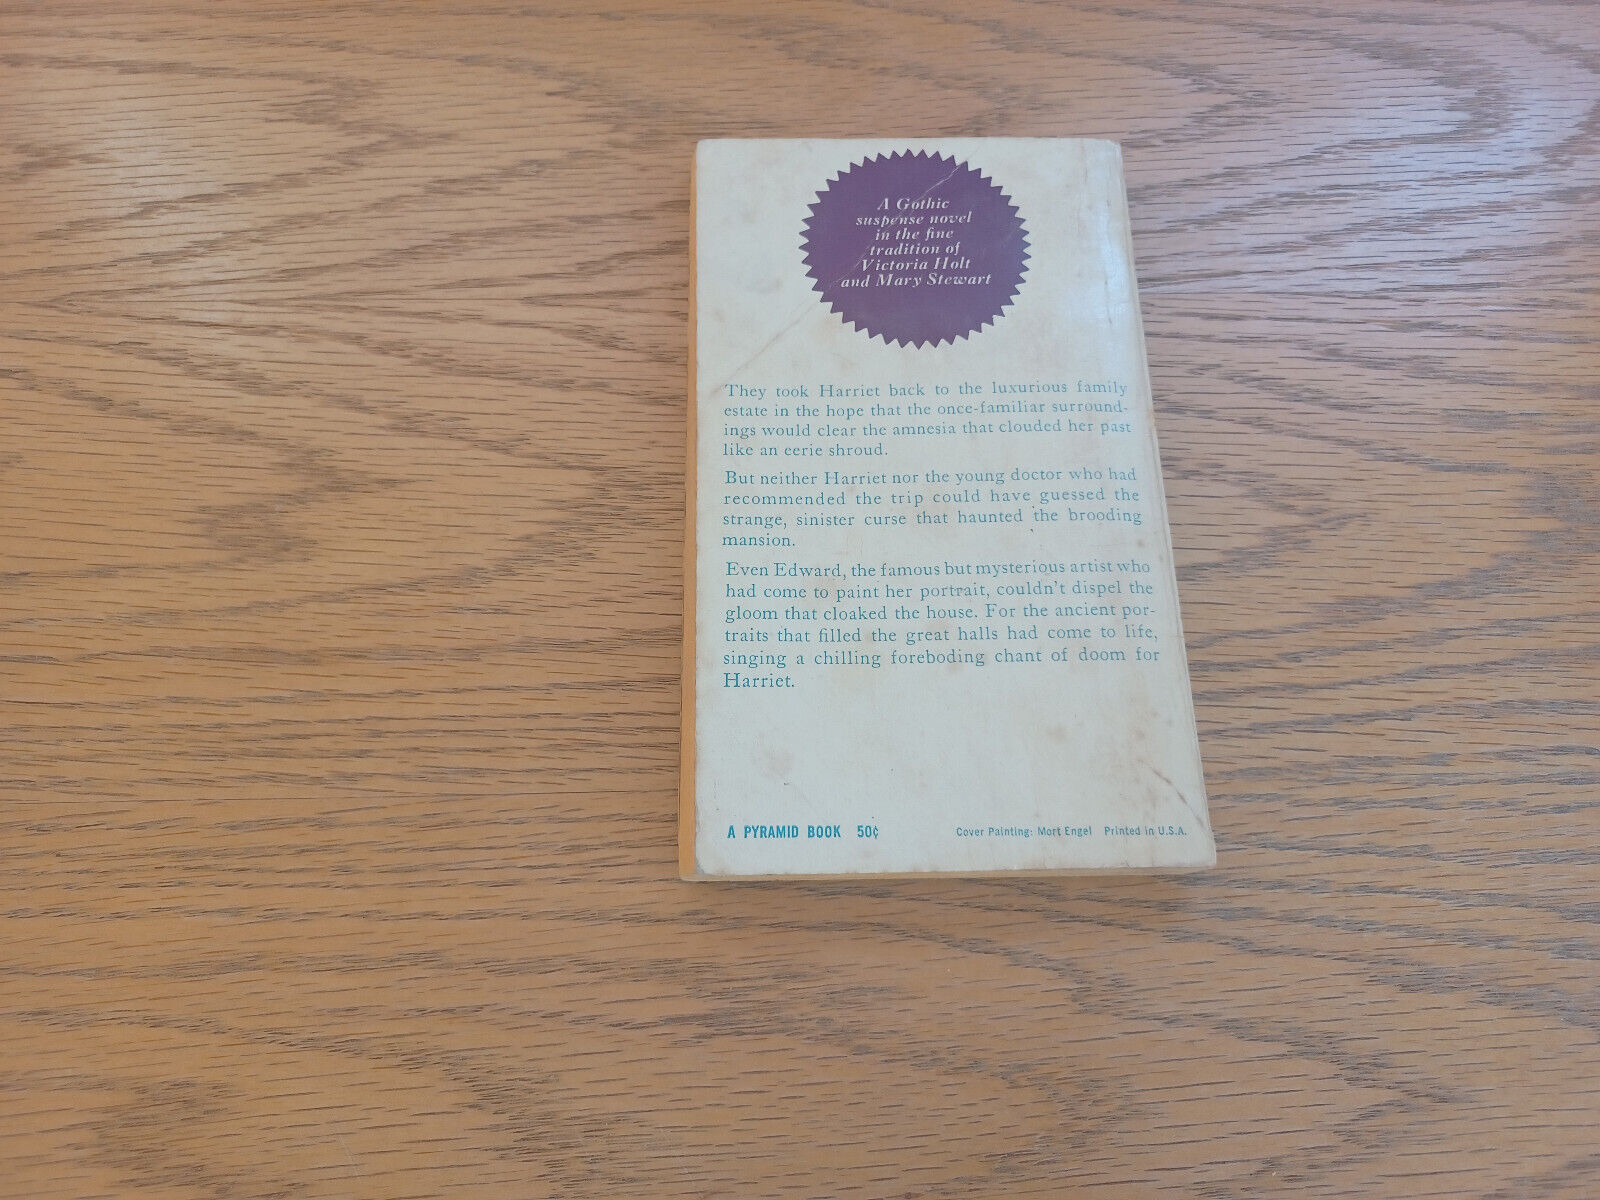 A Gothic
suspense novel
in the fine
tradition of
Victoria Holt
and Mary Stewart
They took Harriet back to the luxurious family
estate in the hope that the once-familiar surround-
ings would clear the amnesia that clouded her past
like an eerie shroud.
But neither Harriet nor the young doctor who had
recommended the trip could have guessed the
strange, sinister curse that haunted the brooding
mansion.
Even Edward, the famous but mysterious artist who
had come to paint her portrait, couldn't dispel the
gloom that cloaked the house. For the ancient por-
traits that filled the great halls had come to life,
singing a chilling foreboding chant of doom for
Harriet.
A PYRAMID BOOK 50¢
Cover Painting: Mort Engel Printed in U.S.A.